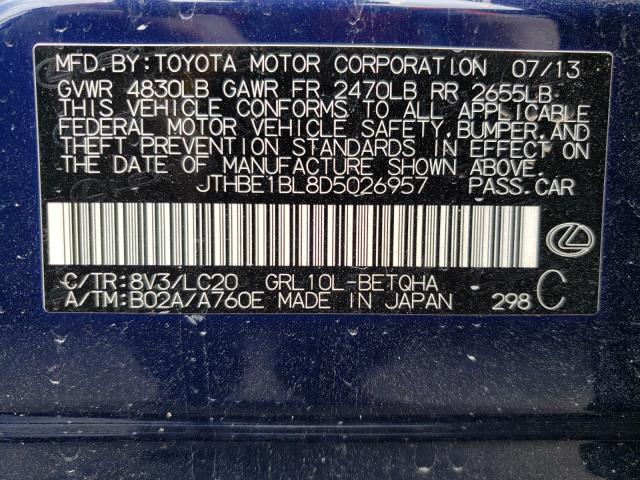 MFD.BY:TOYOTA MOTOR CORPORATION 07/13
GVWR 4830LB GAWR FR 2470LB RR 2655LB
THIS VEHICLE CONFORMS TO ALL APPLICABLE
FEDERAL MOTOR VEHICLE SAFETY,BUMPER,AND
THEFT PREVENTION STANDARDS IN EFFECT ON
THE DATE OF MANUFACTURE SHOWN ABOVE.
JTHBE1BL8D5026957 PASS.CAR
C/TR:8V3/LC20 GRL10L-BETQHA
A/TM:B02A/A760E MADE IN JAPAN 298 C